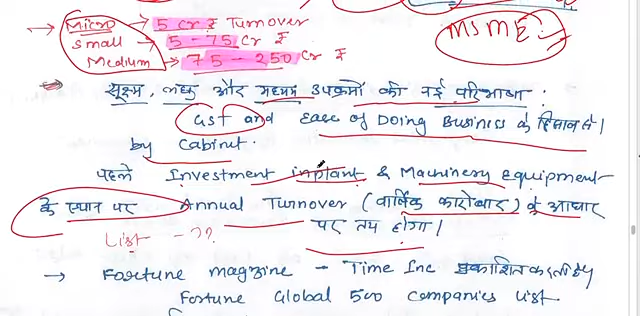 → Micro → 5 Cr ₹ Turnover
Small → 5 - 75 Cr ₹
Medium → 75 - 250 Cr ₹
MSME
→ सूक्ष्म, लघु और मध्यम उपक्रमों की नई परिभाषा :
GST and Ease of Doing Business के हिसाब से।
by Cabinet.
पहले Investment in plant & Machinery Equipment
के स्थान पर Annual Turnover (वार्षिक कारोबार) के आधार
पर तय होगा।
List - ??
→ Fortune magzine - Time Inc प्रकाशित करती है
Fortune Global 500 Companies List